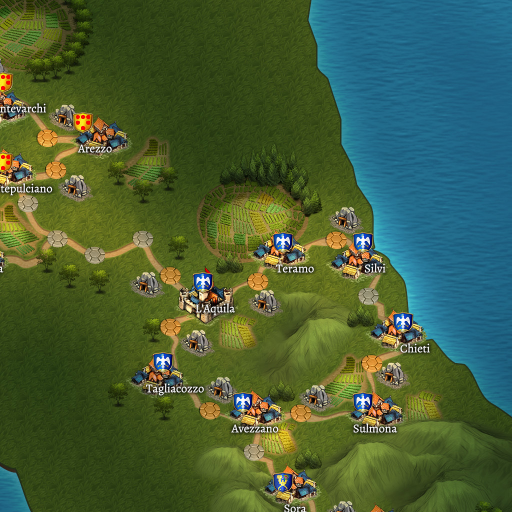 ntevarchi
Arezzo
tepulciano
a
Teramo
Silvi
L'Aquila
Chieti
Tagliacozzo
Avezzano
Sulmona
Sora